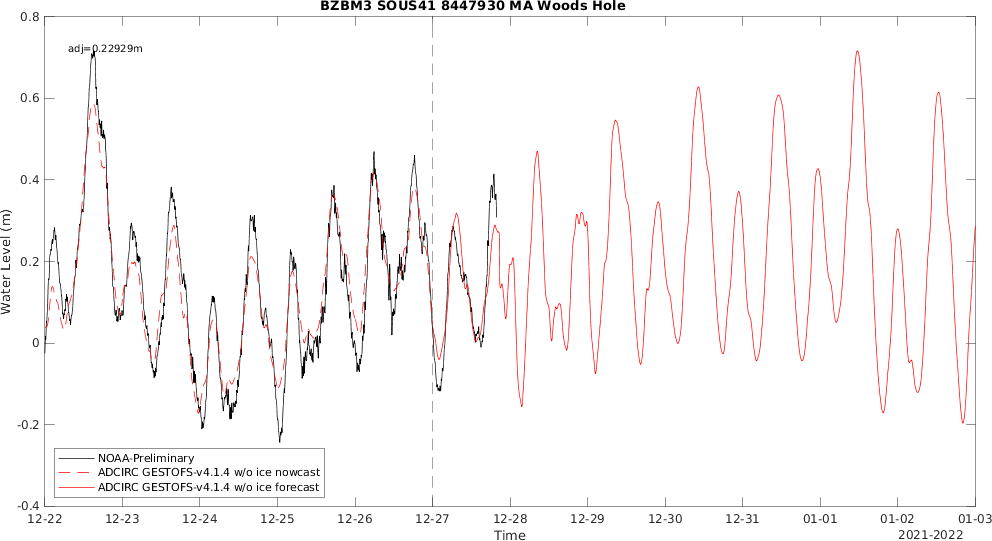 BZBM3 SOUS41 8447930 MA Woods Hole
adj=0.22929m
Water Level (m)
0.8
0.6
0.4
0.2
0
-0.2
-0.4
NOAA-Preliminary
ADCIRC GESTOFS-v4.1.4 w/o ice nowcast
ADCIRC GESTOFS-v4.1.4 w/o ice forecast
12-22 12-23 12-24 12-25 12-26 12-27 12-28 12-29 12-30 12-31 01-01 01-02 01-03
Time
2021-2022